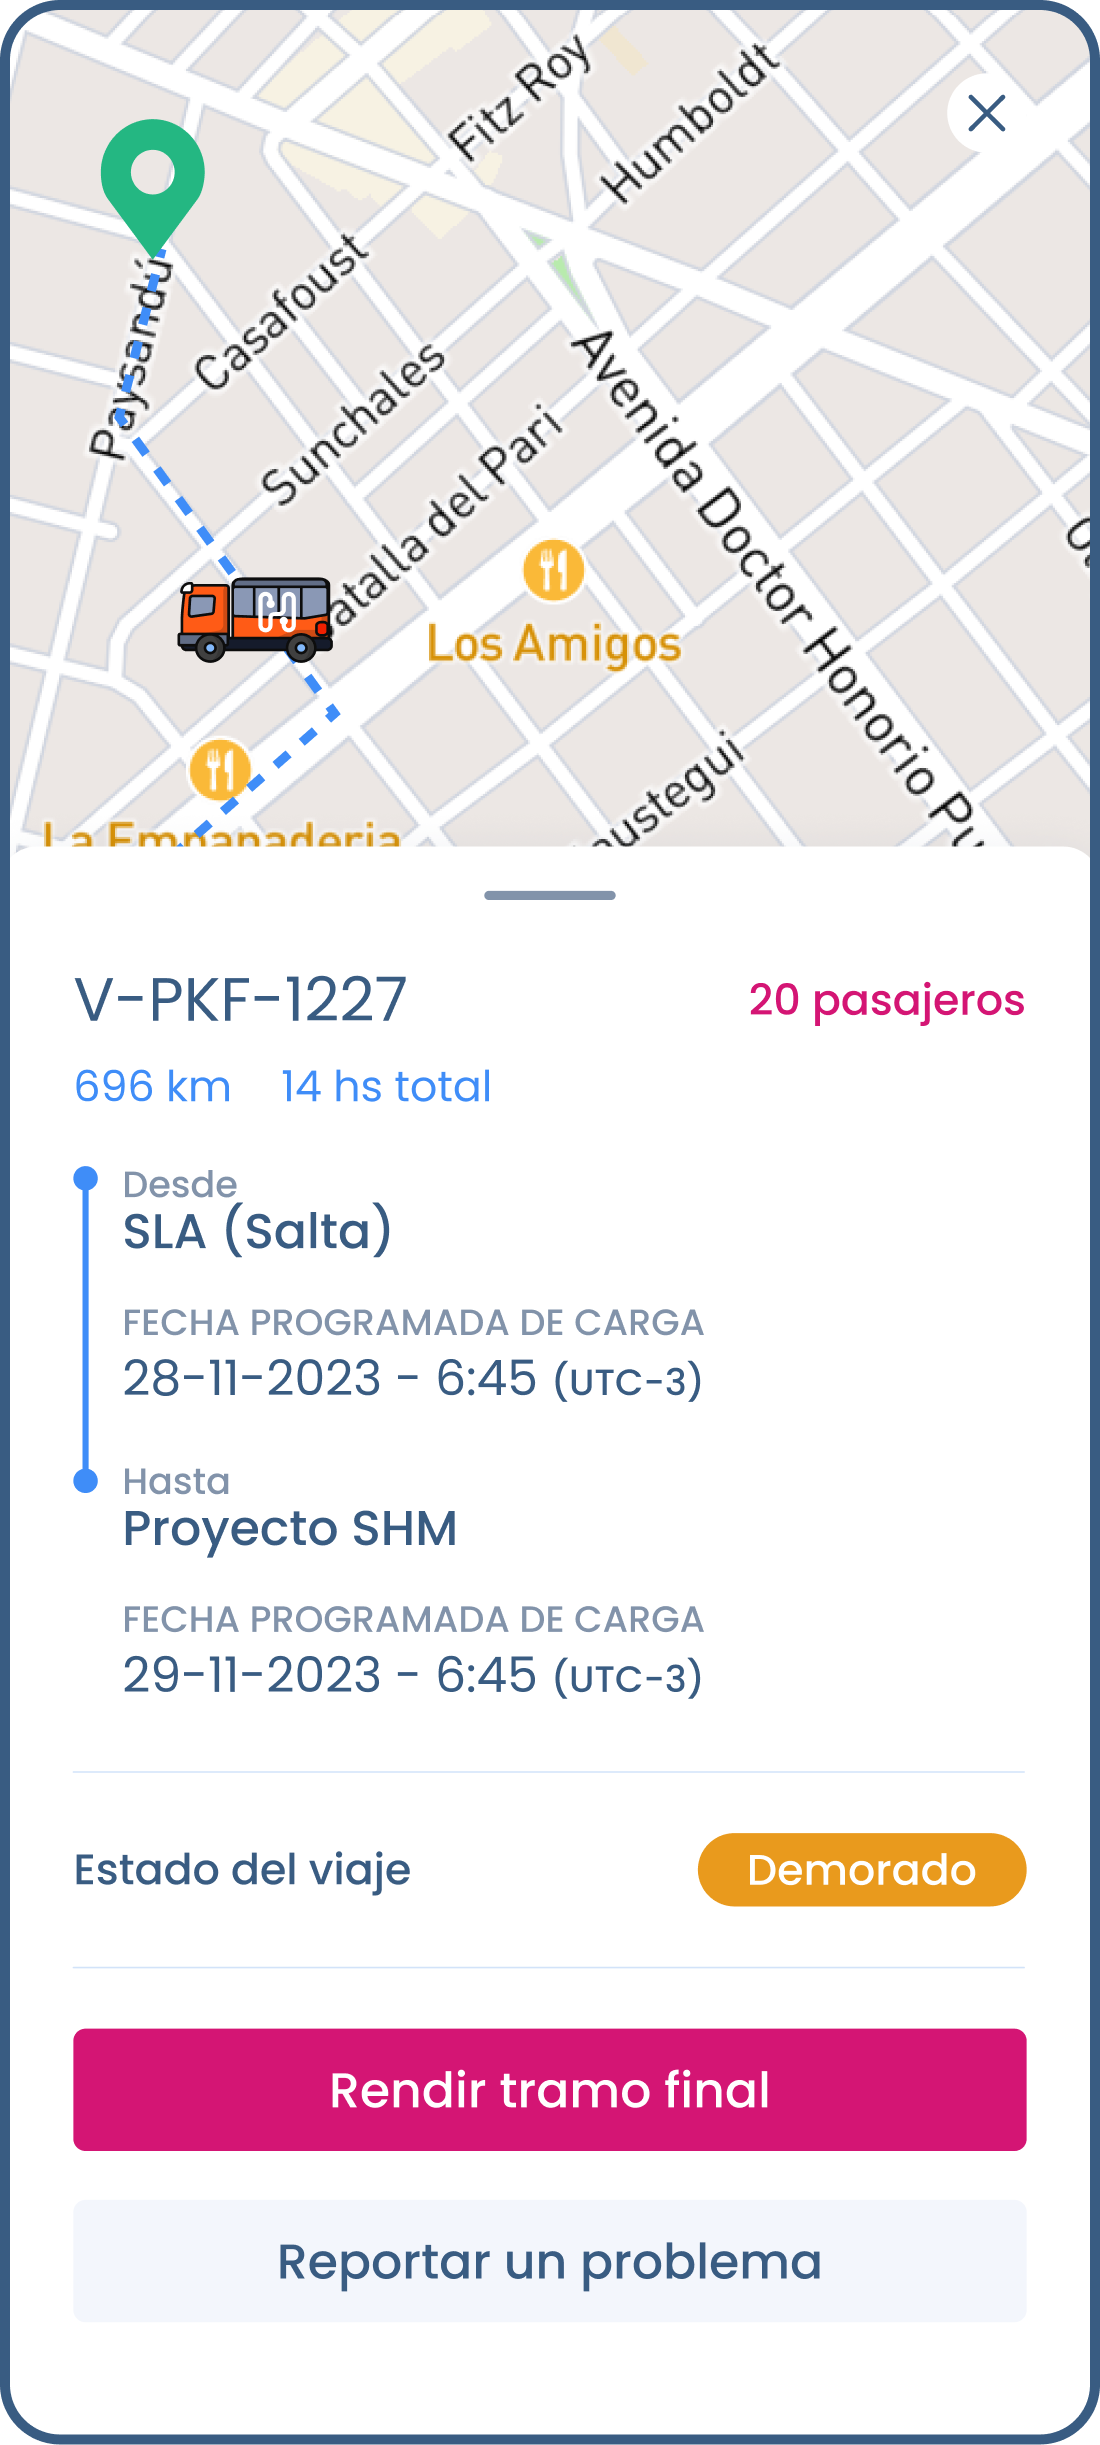 Fitz Roy
Humboldt
Paysandú
Casafoust
Sunchales
atalla del Pari
Avenida Doctor Honorio Pu
Los Amigos
La Empanaderia
austegui
V-PKF-1227
20 pasajeros
696 km 14 hs total
Desde
SLA (Salta)
FECHA PROGRAMADA DE CARGA
28-11-2023 - 6:45 (UTC-3)
Hasta
Proyecto SHM
FECHA PROGRAMADA DE CARGA
29-11-2023 - 6:45 (UTC-3)
Estado del viaje
Demorado
Rendir tramo final
Reportar un problema